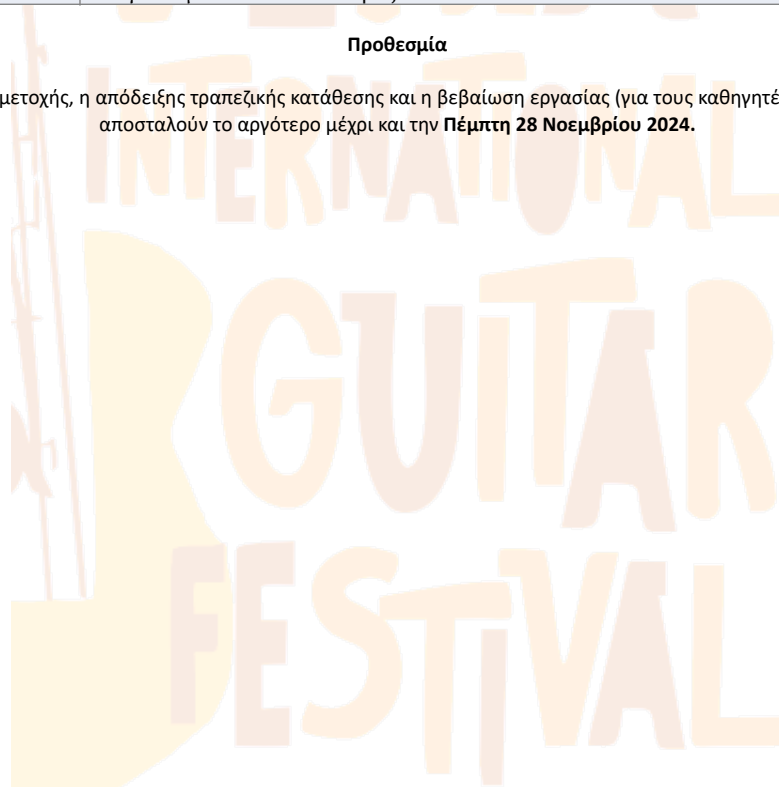 Προθεσμία
μετοχής, η απόδειξης τραπεζικής κατάθεσης και η βεβαίωση εργασίας (για τους
αποσταλούν το αργότερο μέχρι και την Πέμπτη 28 Νοεμβρίου 2024.
INTERNATIONAL
GUITAR
FESTIVAL